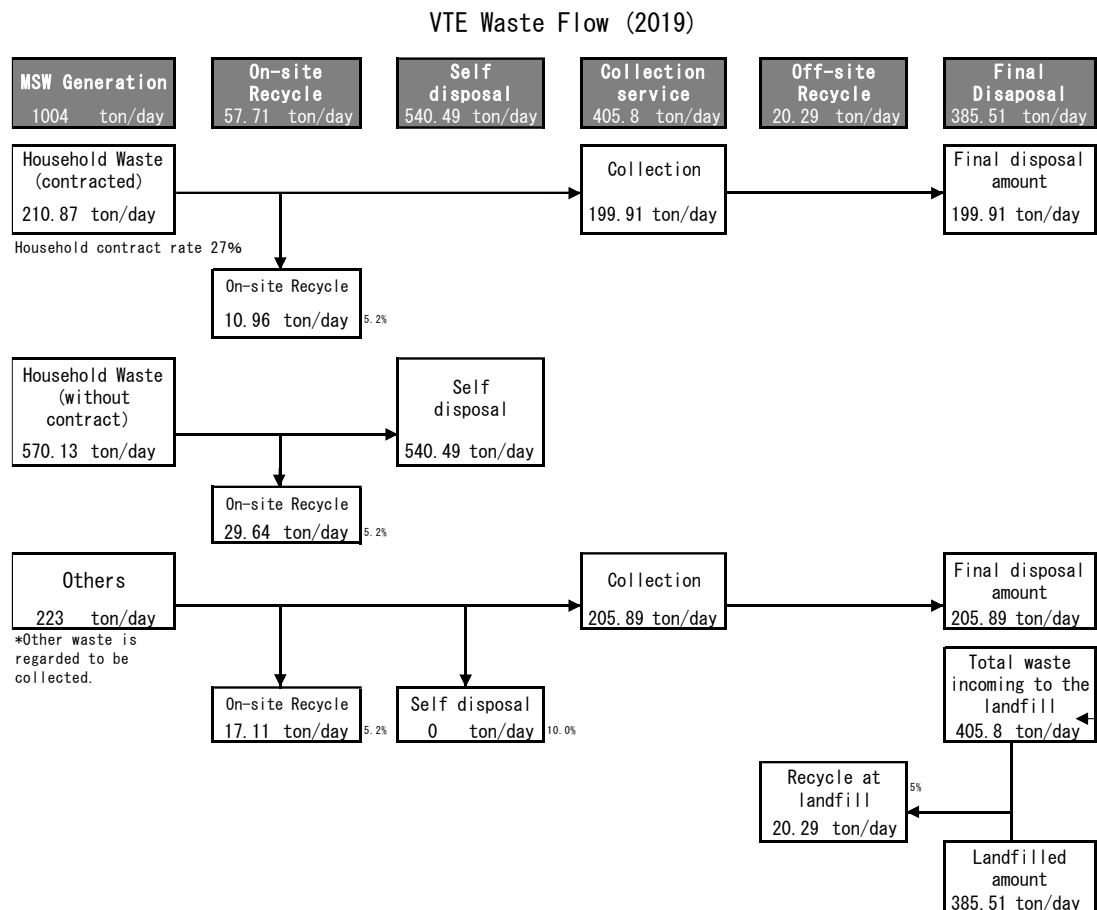 VTE Waste Flow (2019)
MSW Generation
1004 ton/day
On-site
Recycle
57.71 ton/day
Self
disposal
540.49 ton/day
Collection
service
405.8 ton/day
Off-site
Recycle
20.29 ton/day
Final
Disaposal
385.51 ton/day
Household Waste
(contracted)
210.87 ton/day
Collection
199.91 ton/day
Final disposal
amount
199.91 ton/day
Household contract rate 27%
On-site Recycle
10.96 ton/day 5.2%
Household Waste
(without
contract)
570.13 ton/day
Self
disposal
540.49 ton/day
On-site Recycle
29.64 ton/day 5.2%
Others
223 ton/day
Collection
205.89 ton/day
Final disposal
amount
205.89 ton/day
*Other waste is
regarded to be
collected.
On-site Recycle
17.11 ton/day 5.2%
Self disposal
0 ton/day 10.0%
Total waste
incoming to the
landfill
405.8 ton/day
Recycle at
landfill
20.29 ton/day
5%
Landfilled
amount
385.51 ton/day